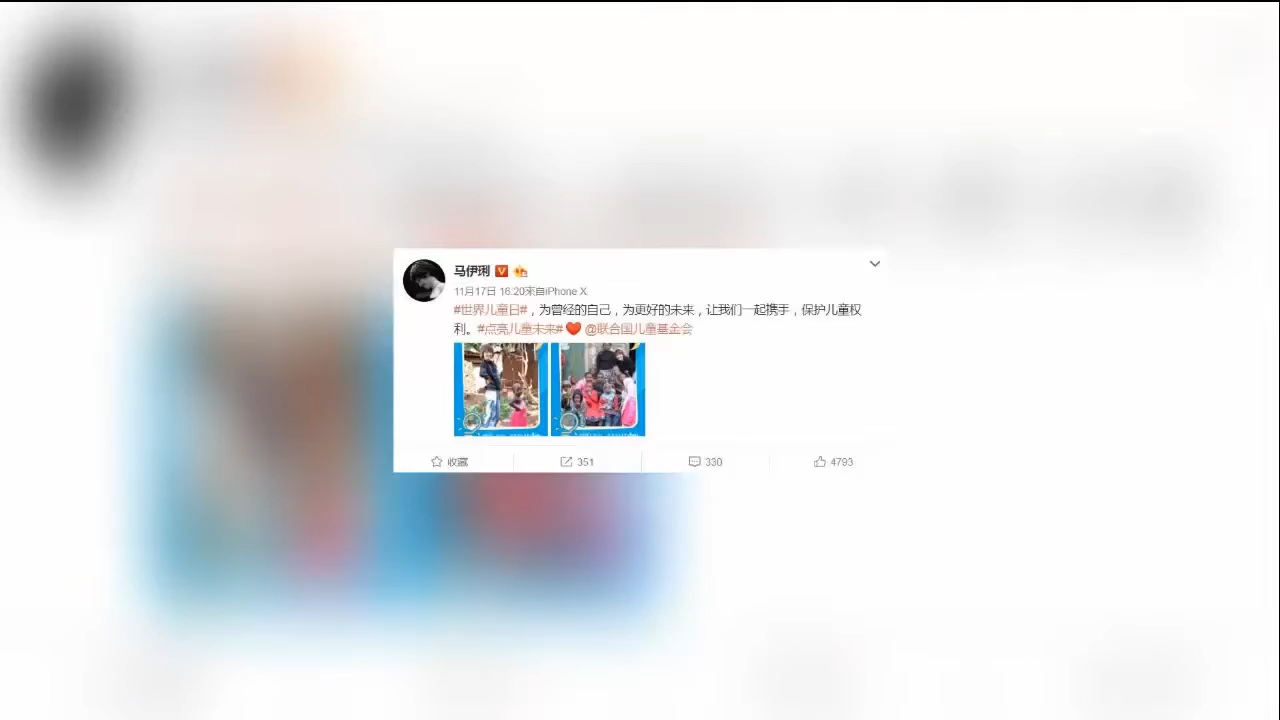 马伊琍
11月17日 16:20来自iPhone X
#世界儿童日#，为曾经的自己，为更好的未来，让我们一起携手，保护儿童权
利。#点亮儿童未来#❤@联合国儿童基金会
收藏 351 330 4793